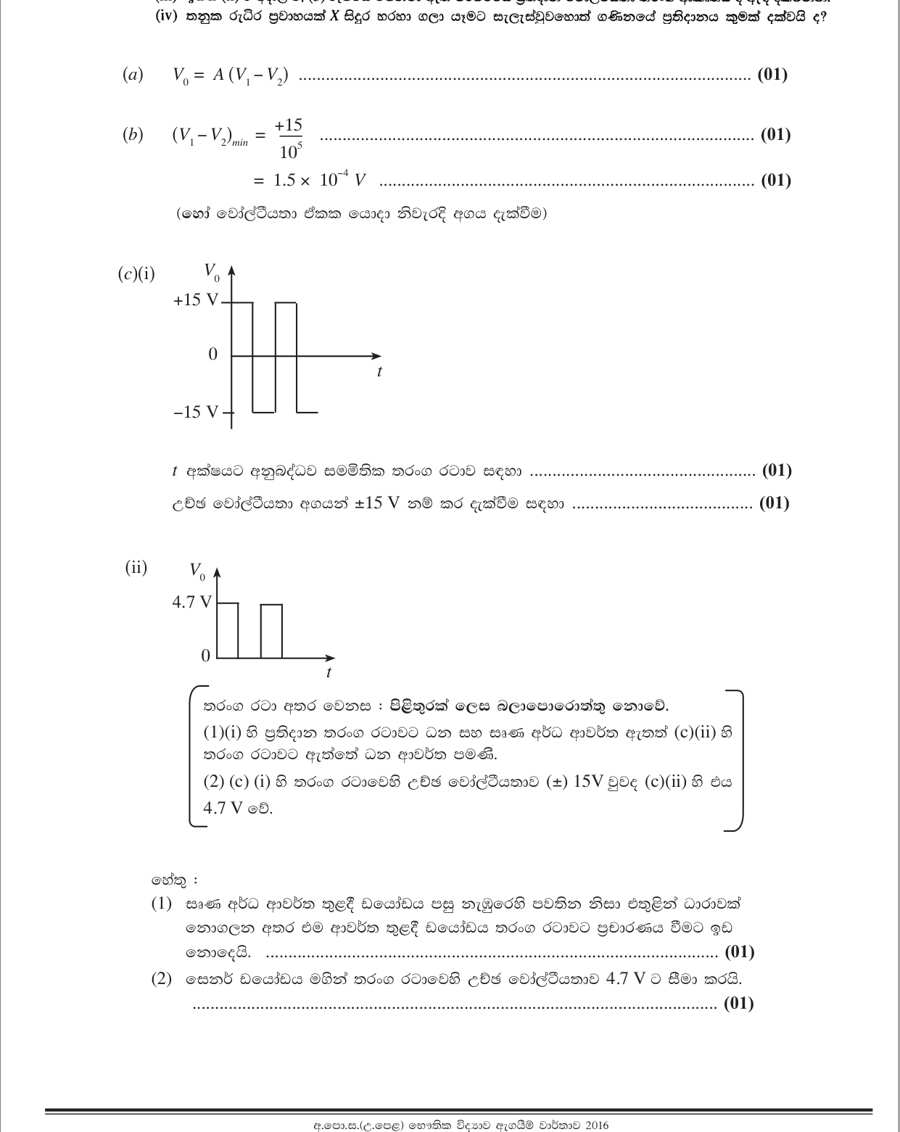 (iv) තනුක රුධිර ප්‍රවාහයක් X සිදුර හරහා ගලා යෑමට සැලැස්වුවහොත් ගණිතයේ ප්‍රතිදානය කුමක් දක්වයි ද?
(a) V₀ = A (V₁ – V₂) .................... (01)
(b) (V₁ – V₂)min = +15 / 10⁵ .................... (01)
= 1.5 × 10⁻⁴ V .................... (01)
(හෝ වෝල්ටීයතා ඒකක යොදා නිවැරදි අගය දැක්වීම)
(c)(i) V₀
+15 V
0
t
–15 V
t අක්ෂයට අනුබද්ධව සමමිතික තරංග රටාව සඳහා .................... (01)
උච්ඡ වෝල්ටීයතා අගයන් ±15 V නම් කර දැක්වීම සඳහා .................... (01)
(ii) V₀
4.7 V
0
t
තරංග රටා අතර වෙනස : පිළිතුරක් ලෙස බලාපොරොත්තු නොවේ.
(1)(i) හි ප්‍රතිදාන තරංග රටාවට ධන සහ සෘණ අර්ධ ආවර්ත ඇතත් (c)(ii) හි
තරංග රටාවට ඇත්තේ ධන ආවර්ත පමණි.
(2) (c) (i) හි තරංග රටාවෙහි උච්ඡ වෝල්ටීයතාව (±) 15V වුවද (c)(ii) හි එය
4.7 V වේ.
හේතු :
(1) සෘණ අර්ධ ආවර්ත තුළදී ඩයෝඩය පසු නැඹුරෙහි පවතින නිසා එතුළින් ධාරාවක්
නොගලන අතර එම ආවර්ත තුළදී ඩයෝඩය තරංග රටාවට ප්‍රචාරණය වීමට ඉඩ
නොදෙයි. .................... (01)
(2) සෙනර් ඩයෝඩය මගින් තරංග රටාවෙහි උච්ඡ වෝල්ටීයතාව 4.7 V ට සීමා කරයි.
.................... (01)
අ.පො.ස.(උ.පෙළ) භෞතික විද්‍යාව ඇගයීම් වාර්තාව 2016